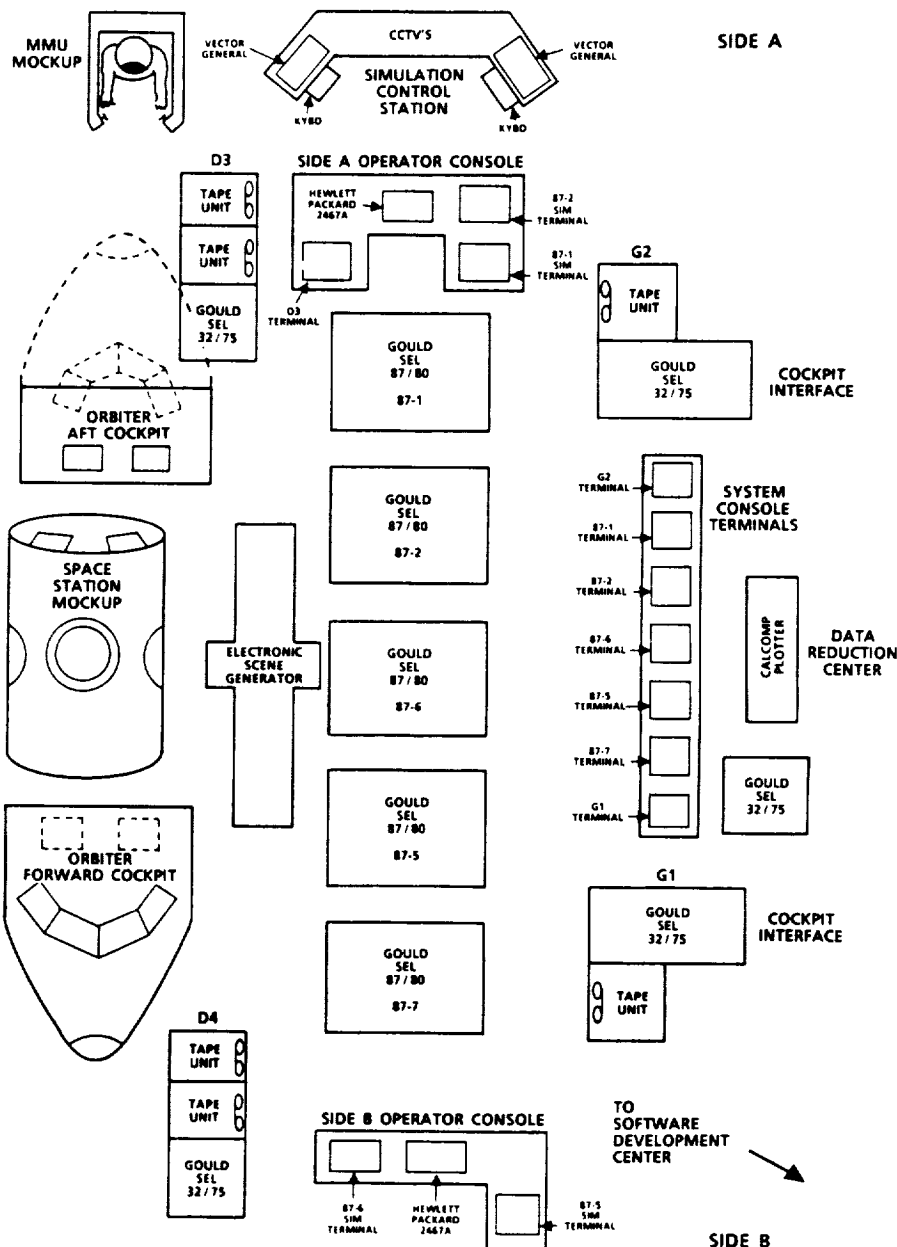 MMU
MOCKUP
VECTOR
GENERAL
CCTV'S
VECTOR
GENERAL
SIDE A
SIMULATION
CONTROL
STATION
KYBD
KYBD
D3
TAPE
UNIT
TAPE
UNIT
GOULD
SEL
32/75
SIDE A OPERATOR CONSOLE
HEWLETT
PACKARD
2467A
87-2
SIM
TERMINAL
87-1
SIM
TERMINAL
D3
TERMINAL
G2
TAPE
UNIT
GOULD
SEL
32/75
COCKPIT
INTERFACE
ORBITER
AFT COCKPIT
GOULD
SEL
87/80
87-1
GOULD
SEL
87/80
87-2
G2
TERMINAL
87-1
TERMINAL
87-2
TERMINAL
87-6
TERMINAL
87-5
TERMINAL
87-7
TERMINAL
G1
TERMINAL
SYSTEM
CONSOLE
TERMINALS
SPACE
STATION
MOCKUP
ELECTRONIC
SCENE
GENERATOR
GOULD
SEL
87/80
87-6
CALCOMP
PLOTTER
DATA
REDUCTION
CENTER
GOULD
SEL
32/75
GOULD
SEL
87/80
87-5
ORBITER
FORWARD COCKPIT
G1
GOULD
SEL
32/75
COCKPIT
INTERFACE
TAPE
UNIT
GOULD
SEL
87/80
87-7
D4
TAPE
UNIT
TAPE
UNIT
GOULD
SEL
32/75
SIDE B OPERATOR CONSOLE
87-6
SIM
TERMINAL
HEWLETT
PACKARD
2467A
87-5
SIM
TERMINAL
TO
SOFTWARE
DEVELOPMENT
CENTER
SIDE B